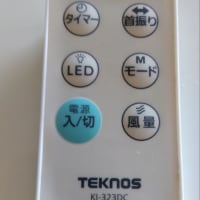 タイマー 首振り
LED M
モード
電源
入/切 風量
TEKNOS
KI-323DC